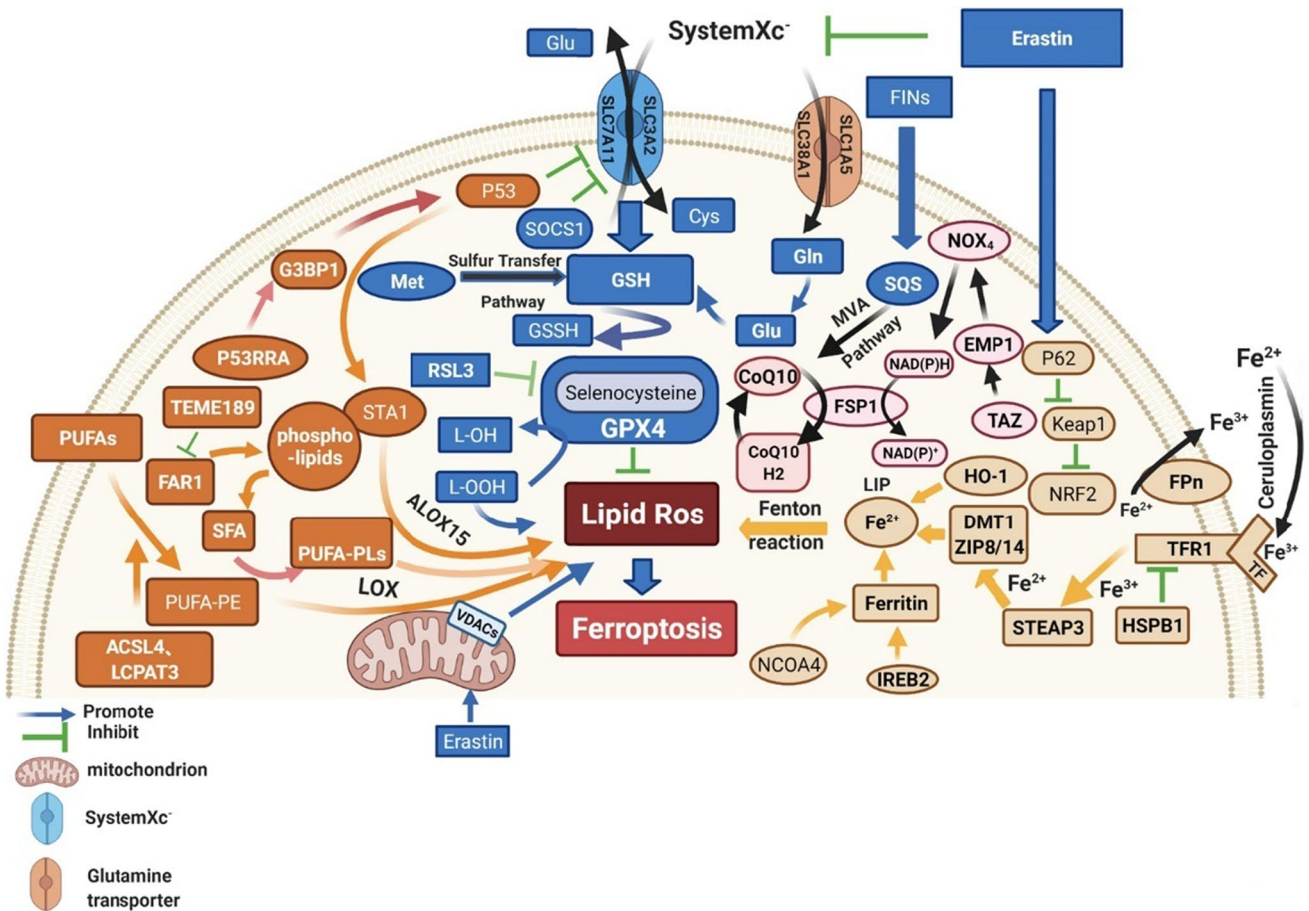 Glu
SystemXc⁻
Erastin
FINs
SLC7A11
SLC3A2
SLC38A1
SLC1A5
P53
SOCS1
Cys
G3BP1
Met
Sulfur Transfer
Pathway
GSH
GSSH
Gln
Glu
SQS
MVA
Pathway
NOX₄
NAD(P)H
EMP1
TAZ
P62
Keap1
NRF2
Fe²⁺
Ceruloplasmin
Fe³⁺
P53RRA
TEME189
PUFAs
FAR1
phospho
-lipids
STA1
SFA
RSL3
Selenocysteine
GPX4
L-OH
L-OOH
CoQ10
CoQ10
H2
FSP1
NAD(P)⁺
LIP
HO-1
Fe²⁺
DMT1
ZIP8/14
Fe²⁺
FPn
Fe³⁺
TFR1
TF
ALOX15
Lipid Ros
Fenton
reaction
PUFA-PLs
LOX
PUFA-PE
ACSL4、
LCPAT3
VDACs
Ferroptosis
Ferritin
NCOA4
IREB2
Fe²⁺
Fe³⁺
STEAP3
HSPB1
Erastin
Promote
Inhibit
mitochondrion
SystemXc⁻
Glutamine
transporter